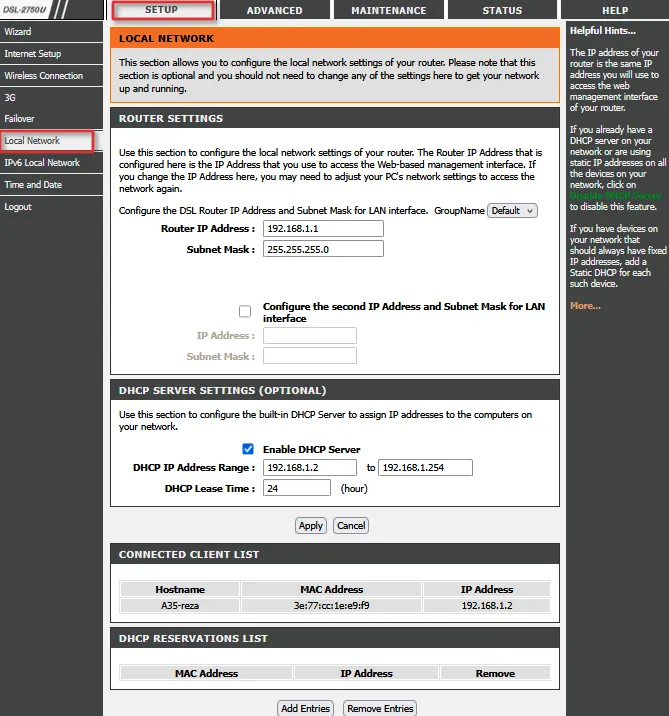 DSL-2750U
SETUP ADVANCED MAINTENANCE STATUS HELP
Wizard
Internet Setup
Wireless Connection
3G
Failover
Local Network
IPv6 Local Network
Time and Date
Logout
LOCAL NETWORK
This section allows you to configure the local network settings of your router. Please note that this
section is optional and you should not need to change any of the settings here to get your network
up and running.
ROUTER SETTINGS
Use this section to configure the local network settings of your router. The Router IP Address that is
configured here is the IP Address that you use to access the Web-based management interface. If
you change the IP Address here, you may need to adjust your PC's network settings to access the
network again.
Configure the DSL Router IP Address and Subnet Mask for LAN interface. GroupName Default
Router IP Address : 192.168.1.1
Subnet Mask : 255.255.255.0
Configure the second IP Address and Subnet Mask for LAN
interface
IP Address :
Subnet Mask :
DHCP SERVER SETTINGS (OPTIONAL)
Use this section to configure the built-in DHCP Server to assign IP addresses to the computers on
your network.
Enable DHCP Server
DHCP IP Address Range : 192.168.1.2 to 192.168.1.254
DHCP Lease Time : 24 (hour)
Apply Cancel
CONNECTED CLIENT LIST
Hostname MAC Address IP Address
A35-reza 3e:77:cc:1e:e9:f9 192.168.1.2
DHCP RESERVATIONS LIST
MAC Address IP Address Remove
Add Entries Remove Entries
Helpful Hints...
The IP address of your
router is the same IP
address you will use to
access the web
management interface
of your router.
If you already have a
DHCP server on your
network or are using
static IP addresses on all
the devices on your
network, click on
Disable DHCP Server
to disable this feature.
If you have devices on
your network that
should always have fixed
IP addresses, add a
Static DHCP for each
such device.
More...